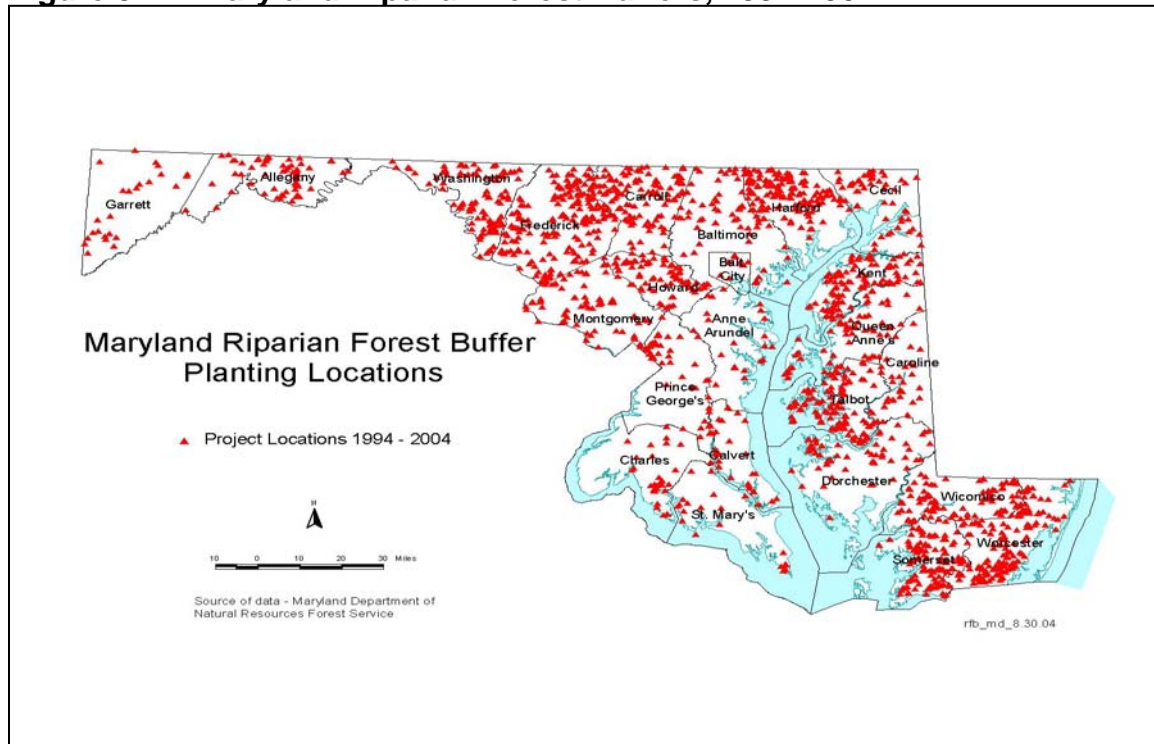 Garrett
Allegany
Washington
Frederick
Carroll
Baltimore
Harford
Cecil
Balt
City
Howard
Montgomery
Anne
Arundel
Kent
Queen
Anne's
Caroline
Talbot
Prince
George's
Charles
Calvert
St. Mary's
Dorchester
Wicomico
Worcester
Somerset
Maryland Riparian Forest Buffer
Planting Locations
Project Locations 1994 - 2004
N
10 0 10 20 30 Miles
Source of data - Maryland Department of
Natural Resources Forest Service
rfb_md_8.30.04